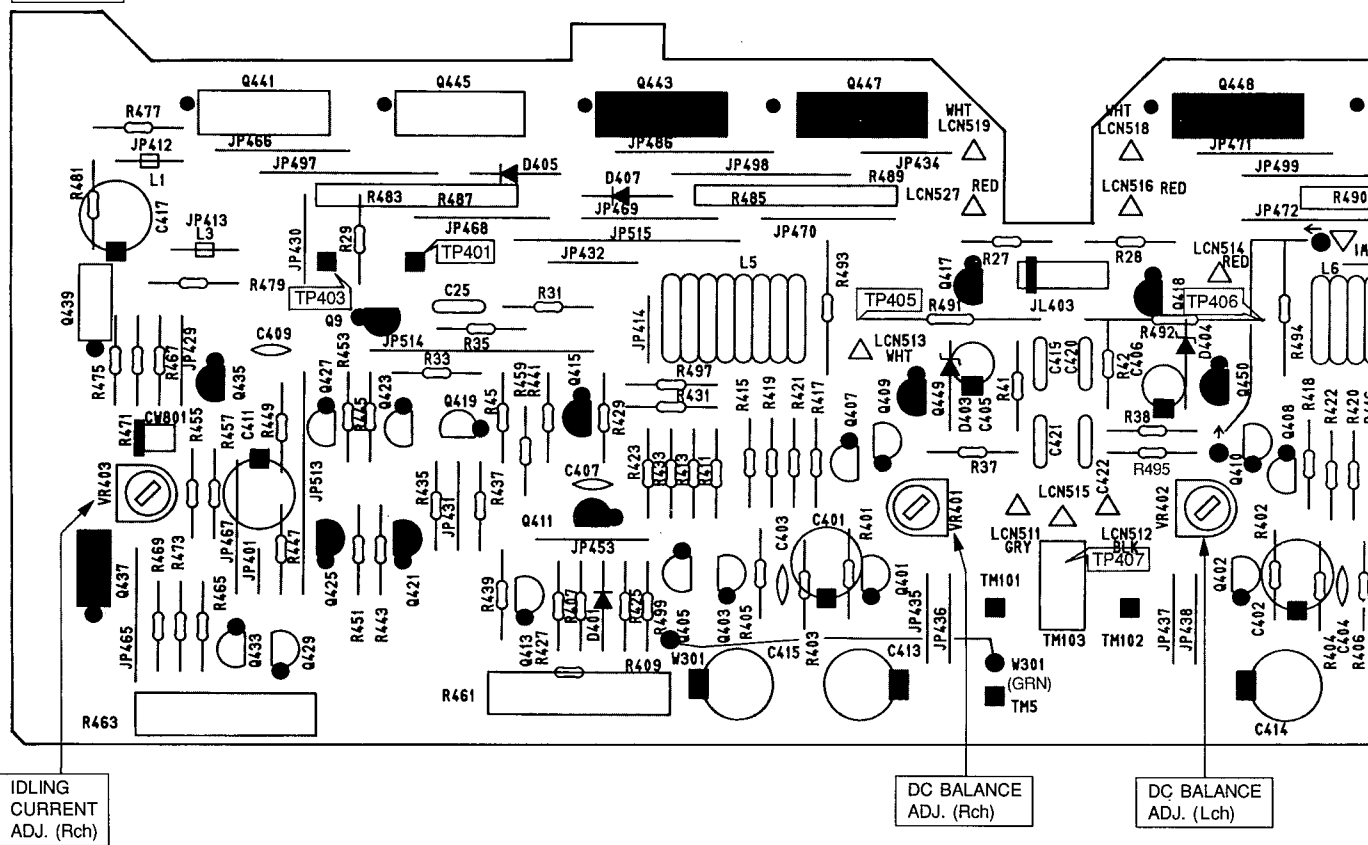 Q441
Q445
Q443
Q447
Q448
R477
WHT
LCN519
WHT
LCN518
JP412
JP466
JP486
JP471
JP497
D405
JP498
JP434
JP499
R481
L1
D407
R489
LCN527
RED
LCN516
RED
R483
R487
R485
R490
C417
JP413
L3
JP469
JP472
JP468
JP515
JP470
JP430
R29
TP401
JP432
L5
R493
R27
R28
LCN514
RED
IM
L6
Q439
R479
TP403
C25
R31
Q417
JL403
Q418
TP405
R491
TP406
Q9
JP414
R492
R494
C409
JP514
R35
LCN513
WHT
D404
R475
R467
JP429
Q435
R453
R33
R459
R441
Q415
R497
Q449
D403
C405
R41
C419
C420
R42
C406
Q450
Q427
R445
Q423
Q419
R45
R429
R431
R415
R419
R421
R417
Q407
Q409
R418
R422
R420
R471
CW801
R455
R457
C411
R449
R38
Q408
R37
C421
R495
Q410
VR403
JP513
R435
JP431
R437
C407
R423
R433
R413
R411
C422
LCN515
VR401
VR402
Q411
C403
C401
R401
LCN511
GRY
LCN512
BLK
TP407
R402
R469
R473
JP467
JP401
R447
JP453
Q437
Q425
Q421
R439
R407
D401
R425
R499
Q405
Q403
R405
Q401
JP435
JP436
TM101
Q402
C402
R465
R451
R443
R403
TM103
TM102
JP437
JP438
R404
C404
R406
JP465
Q433
Q429
Q413
R427
R409
W301
C415
C413
W301
(GRN)
TM5
R463
R461
C414
IDLING
CURRENT
ADJ. (Rch)
DC BALANCE
ADJ. (Rch)
DC BALANCE
ADJ. (Lch)